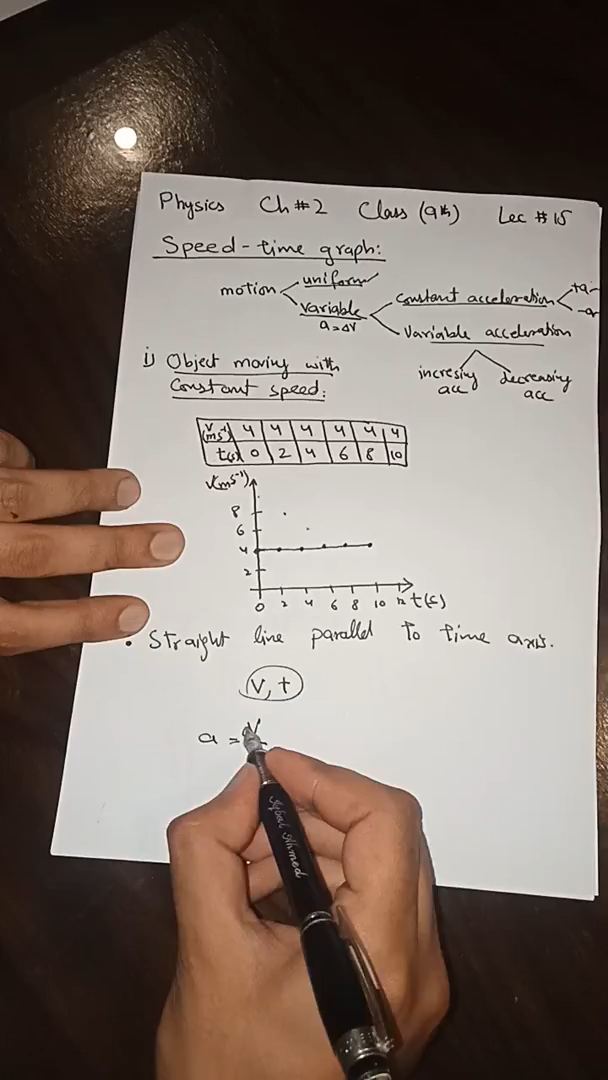 Physics Ch #2 Class (9th) Lec #15
Speed-time graph:
motion
uniform
Variable
a=ΔV
Constant acceleration
Variable acceleration
+a
-a
incresing acc
decreasing acc
i) Object moving with
Constant speed:
V(ms⁻¹) 4 4 4 4 4 4
t(s) 0 2 4 6 8 10
V(ms⁻¹)
8
6
4
2
0 2 4 6 8 10 12 t(s)
• Straight line parallel to time axis.
V, t
a = V
Iqbal Ahmed